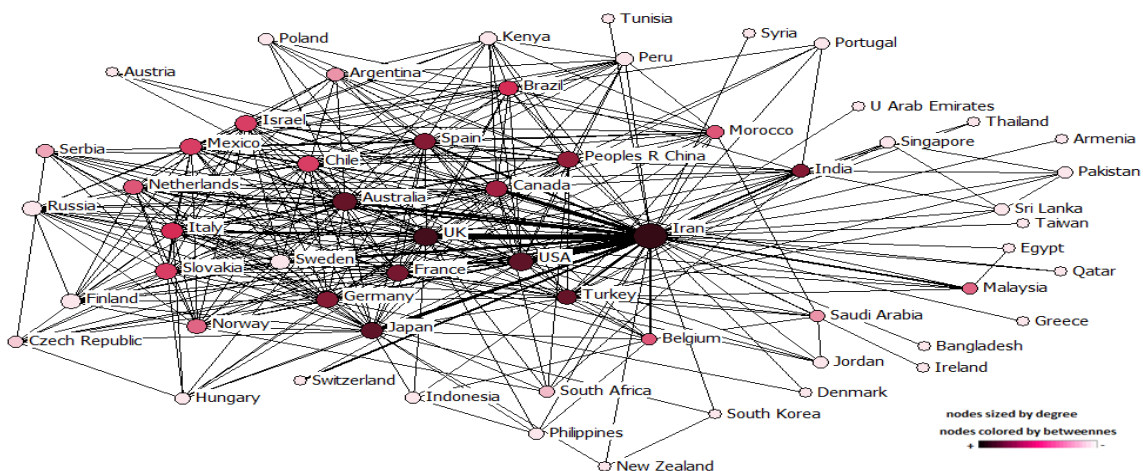 Tunisia
Poland
Kenya
Syria
Portugal
Peru
Austria
Argentina
Brazil
U Arab Emirates
Thailand
Israel
Spain
Morocco
Singapore
Armenia
Mexico
Serbia
Chile
Peoples R China
India
Pakistan
Netherlands
Australia
Canada
Russia
Sri Lanka
Taiwan
Italy
UK
Iran
Egypt
Sweden
USA
Slovakia
France
Qatar
Malaysia
Finland
Germany
Turkey
Norway
Japan
Saudi Arabia
Greece
Czech Republic
Belgium
Bangladesh
Jordan
Ireland
Switzerland
Hungary
Indonesia
South Africa
Denmark
South Korea
Philippines
New Zealand
nodes sized by degree
nodes colored by betweennes
+ -